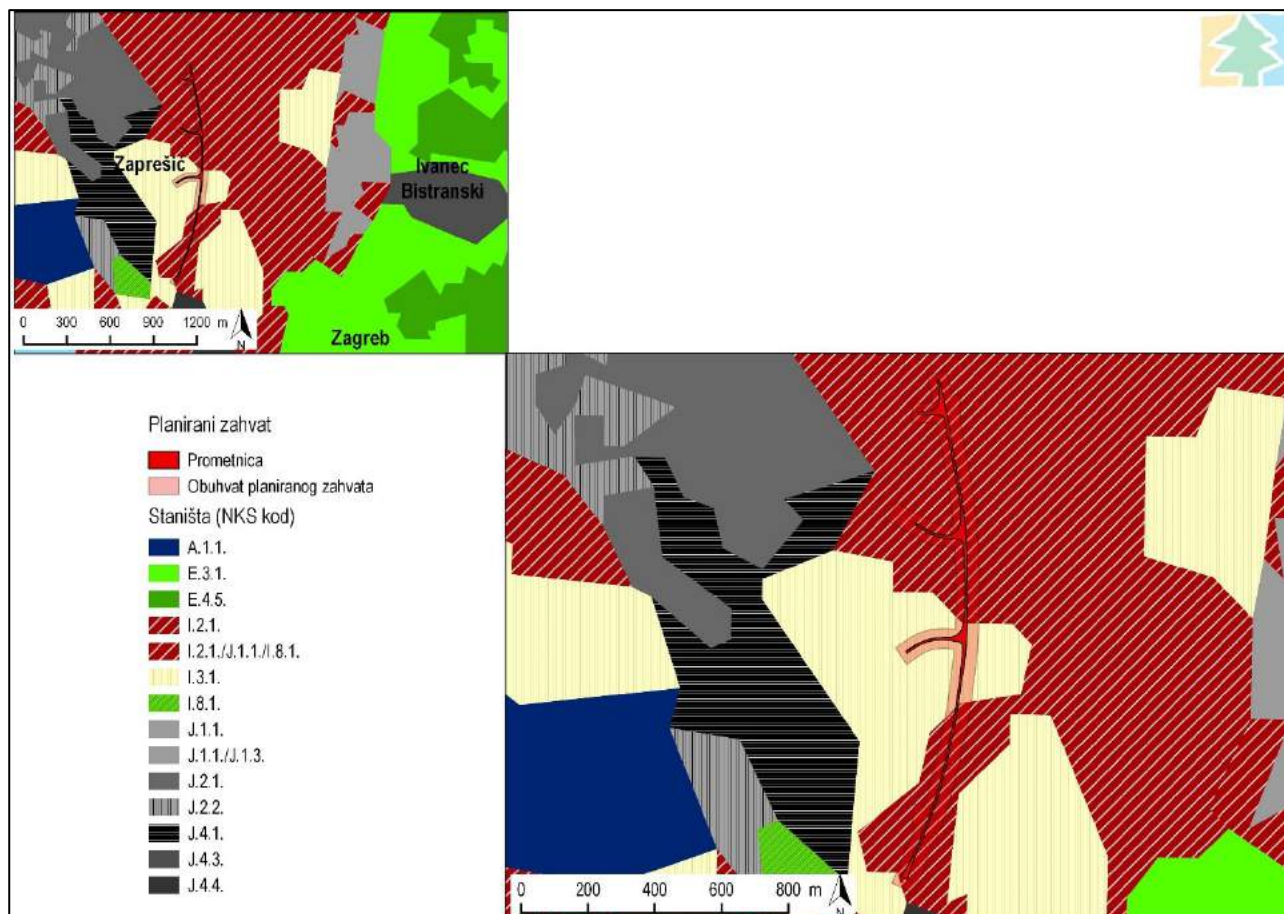 Zaprešić
Ivanec
Bistranski
Zagreb
0 300 600 900 1200 m
N
Planirani zahvat
Prometnica
Obuhvat planiranog zahvata
Staništa (NKS kod)
A.1.1.
E.3.1.
E.4.5.
I.2.1.
I.2.1./J.1.1./I.8.1.
I.3.1.
I.8.1.
J.1.1.
J.1.1./J.1.3.
J.2.1.
J.2.2.
J.4.1.
J.4.3.
J.4.4.
0 200 400 600 800 m
N